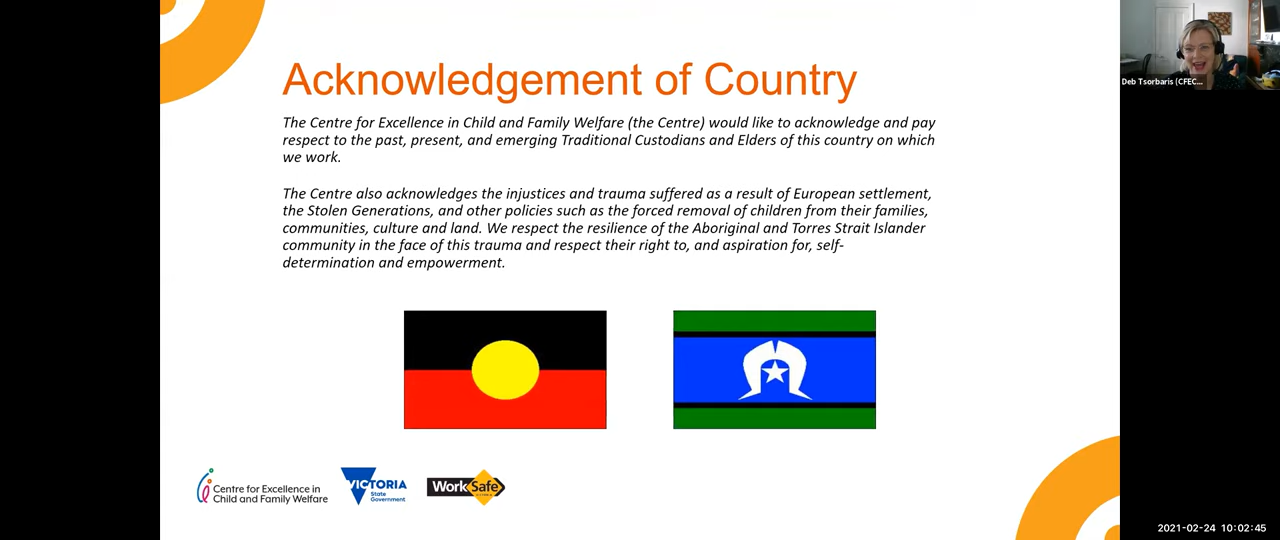 Acknowledgement of Country
The Centre for Excellence in Child and Family Welfare (the Centre) would like to acknowledge and pay
respect to the past, present, and emerging Traditional Custodians and Elders of this country on which
we work.
The Centre also acknowledges the injustices and trauma suffered as a result of European settlement,
the Stolen Generations, and other policies such as the forced removal of children from their families,
communities, culture and land. We respect the resilience of the Aboriginal and Torres Strait Islander
community in the face of this trauma and respect their right to, and aspiration for, self-
determination and empowerment.
Deb Tsorbaris (CFEC...
Centre for Excellence in
Child and Family Welfare
VICTORIA
State
Government
WorkSafe
2021-02-24 10:02:45